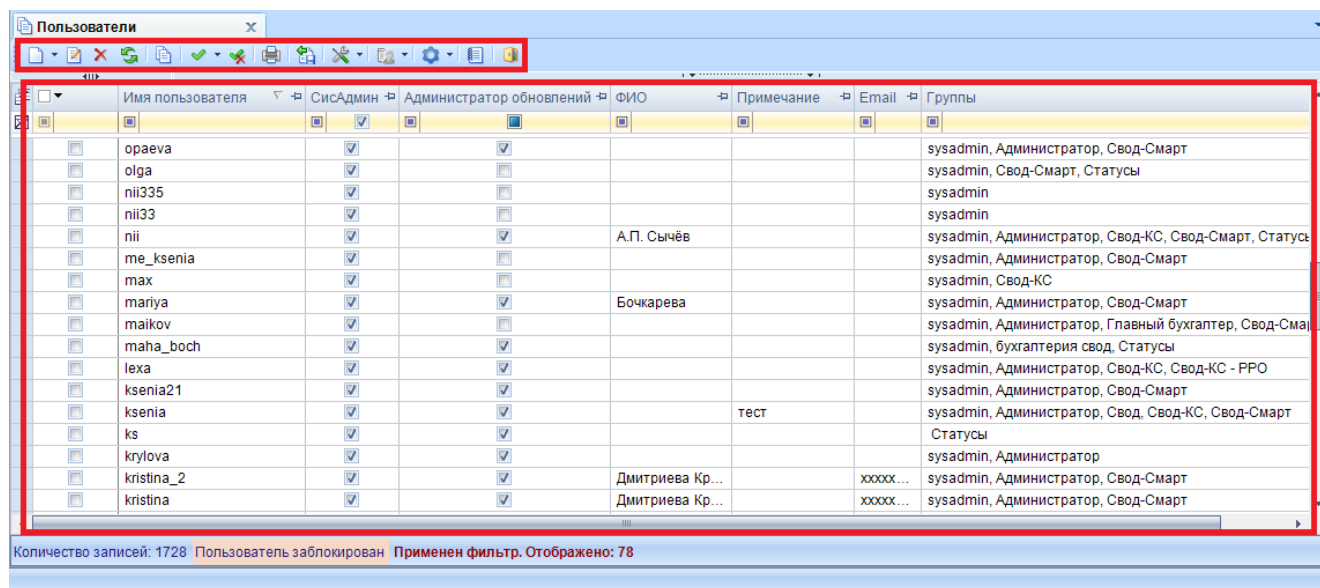 Пользователи x
Имя пользователя СисАдмин Администратор обновлений ФИО Примечание Email Группы
opaeva sysadmin, Администратор, Свод-Смарт
olga sysadmin, Свод-Смарт, Статусы
nii335 sysadmin
nii33 sysadmin
nii А.П. Сычёв sysadmin, Администратор, Свод-КС, Свод-Смарт, Статусы
me_ksenia sysadmin, Администратор, Свод-Смарт
max sysadmin, Свод-КС
mariya Бочкарева sysadmin, Администратор, Свод-Смарт
maikov sysadmin, Администратор, Главный бухгалтер, Свод-Смар
maha_boch sysadmin, бухгалтерия свод, Статусы
lexa sysadmin, Администратор, Свод-КС, Свод-КС - РРО
ksenia21 sysadmin, Администратор, Свод-Смарт
ksenia тест sysadmin, Администратор, Свод, Свод-КС, Свод-Смарт
ks Статусы
krylova sysadmin, Администратор
kristina_2 Дмитриева Кр... xxxxx... sysadmin, Администратор, Свод-Смарт
kristina Дмитриева Кр... xxxxx... sysadmin, Администратор, Свод-Смарт
Количество записей: 1728 Пользователь заблокирован Применен фильтр. Отображено: 78